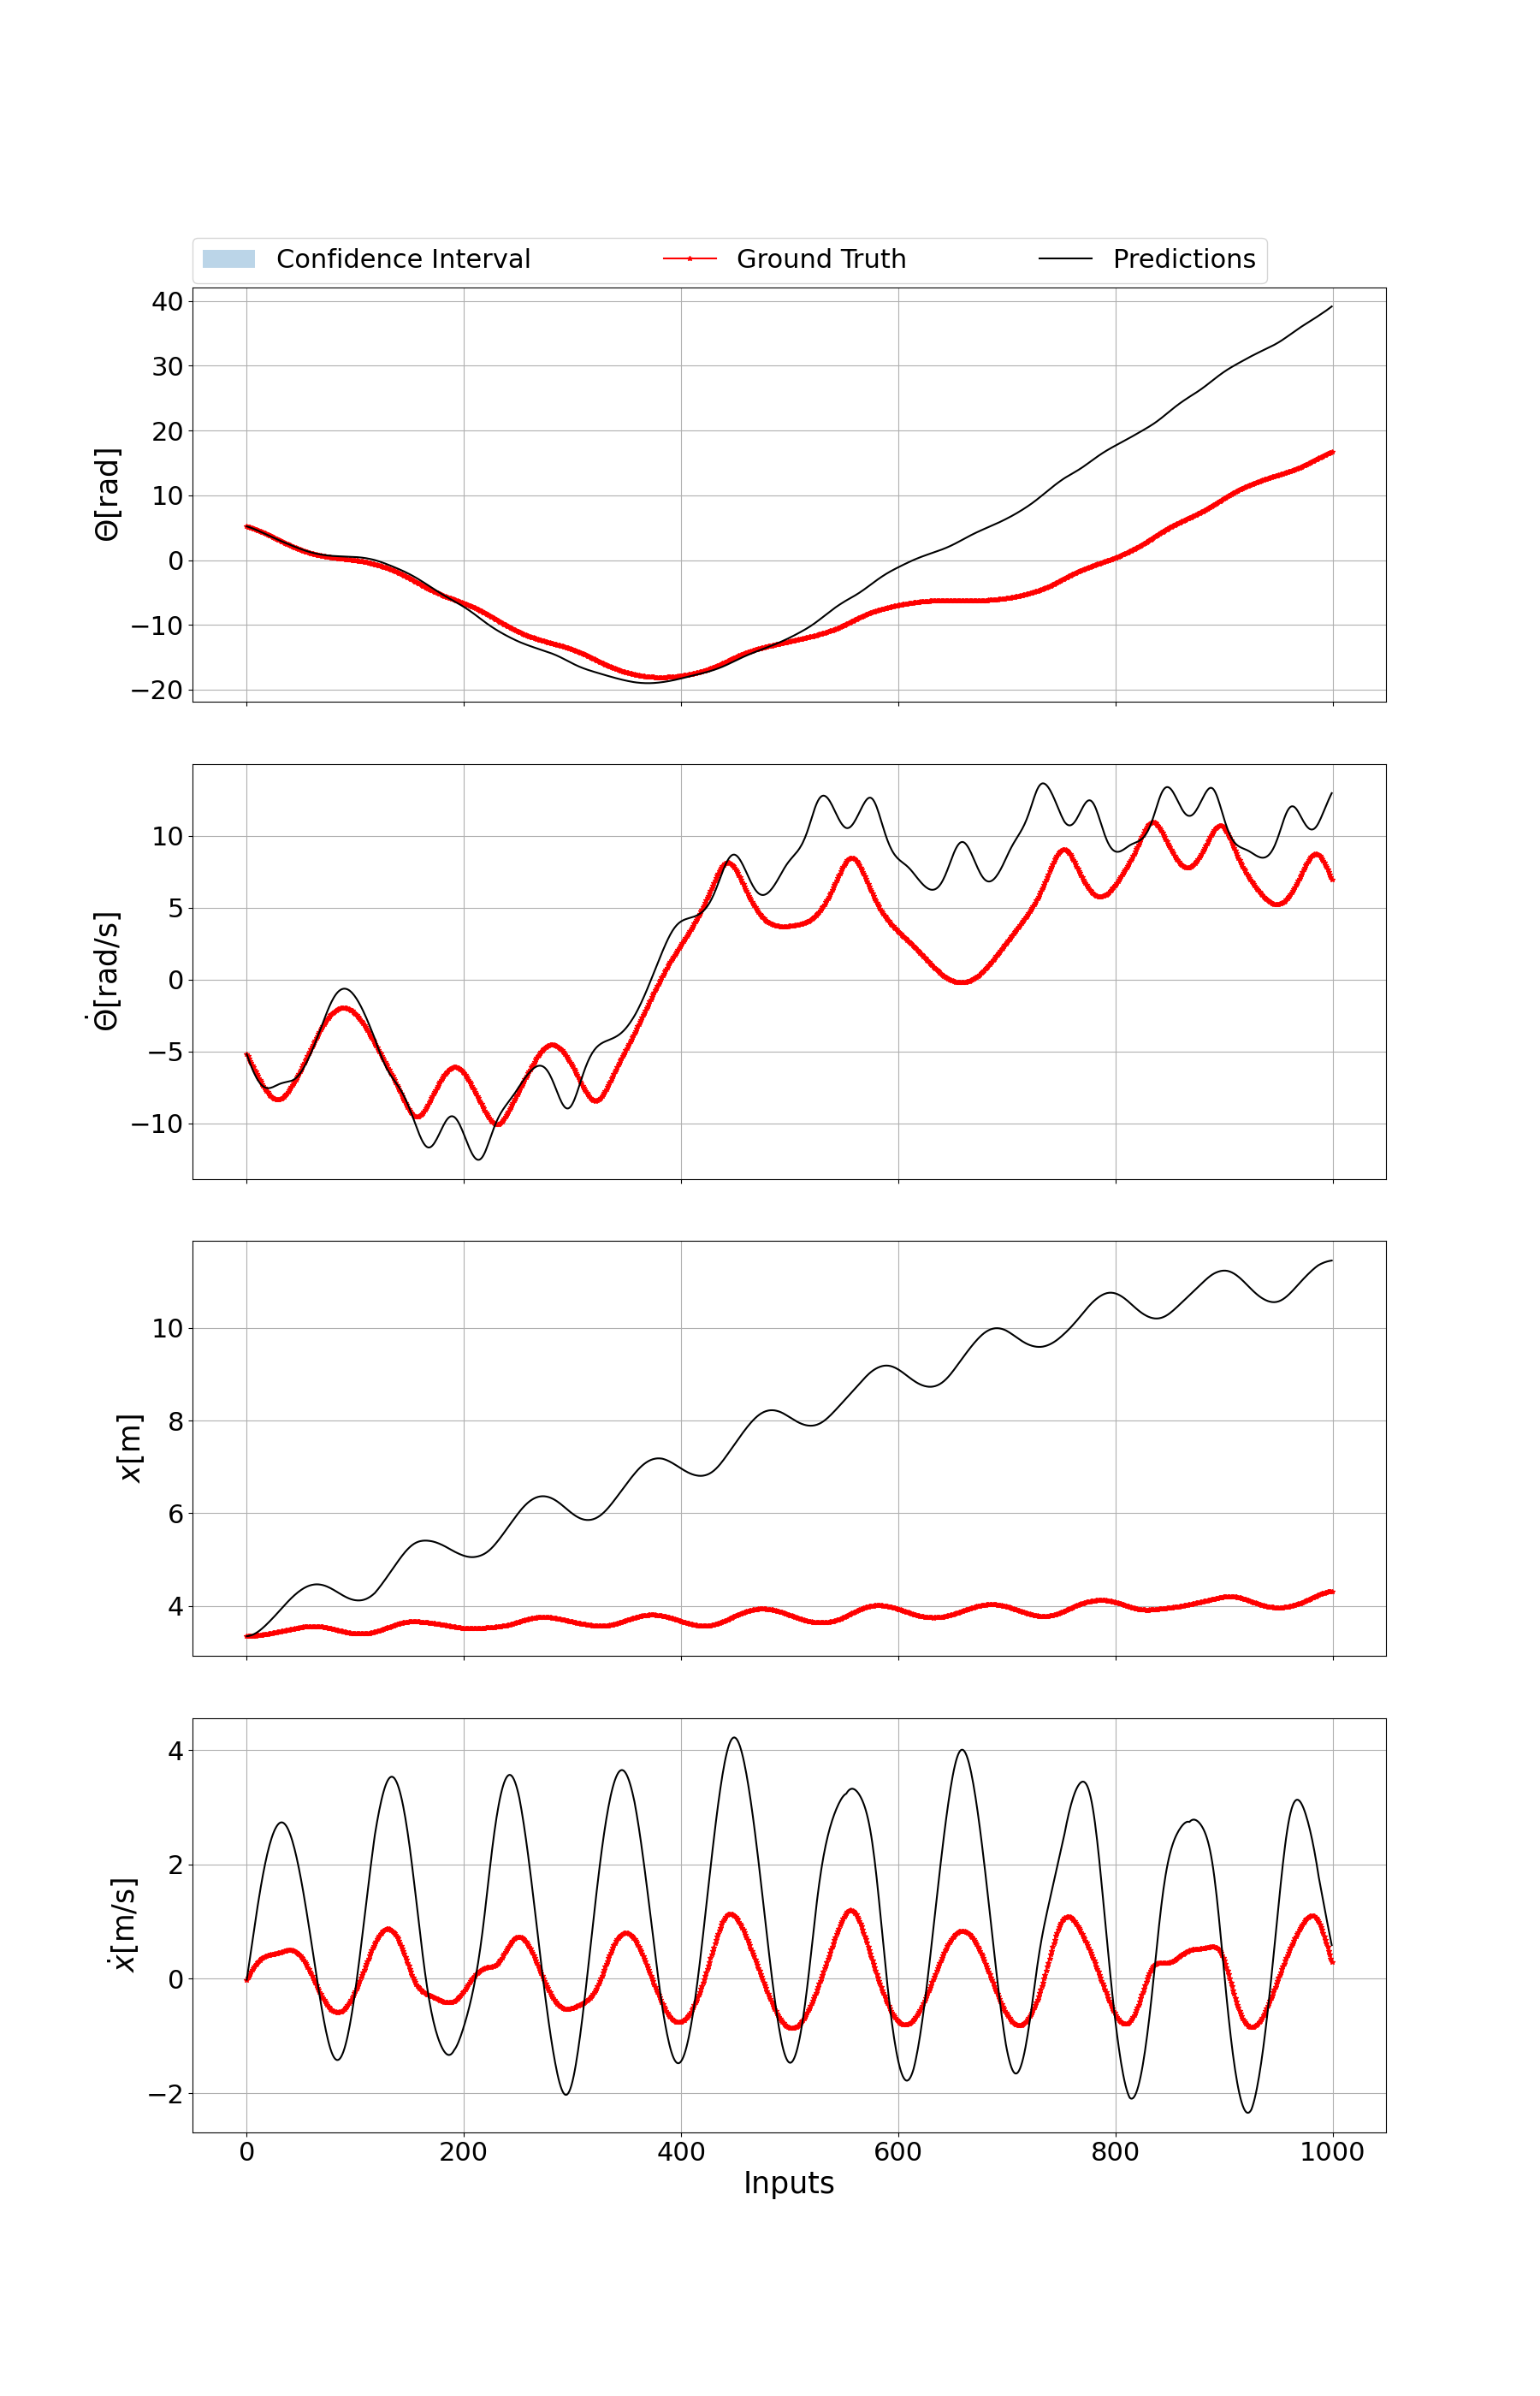 Confidence Interval Ground Truth Predictions
40
30
20
10
0
−10
−20
Θ[rad]
10
5
0
−5
−10
Θ̇[rad/s]
10
8
6
4
x[m]
4
2
0
−2
ẋ[m/s]
0 200 400 600 800 1000
Inputs